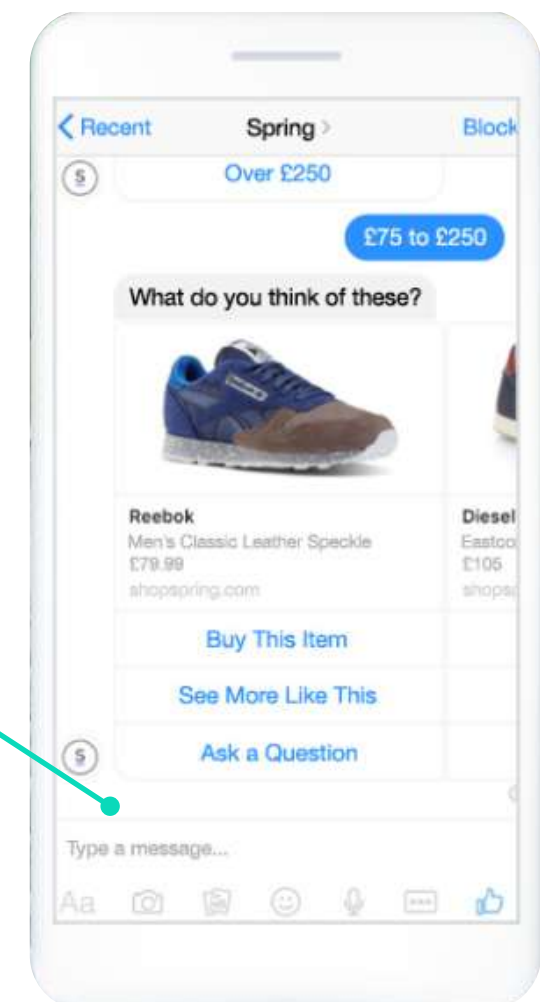 Recent
Spring
Block
S
Over £250
£75 to £250
What do you think of these?
Reebok
Men's Classic Leather Speckle
£79.99
shopspring.com
Diesel
£105
Buy This Item
See More Like This
S
Ask a Question
Type a message...
Aa